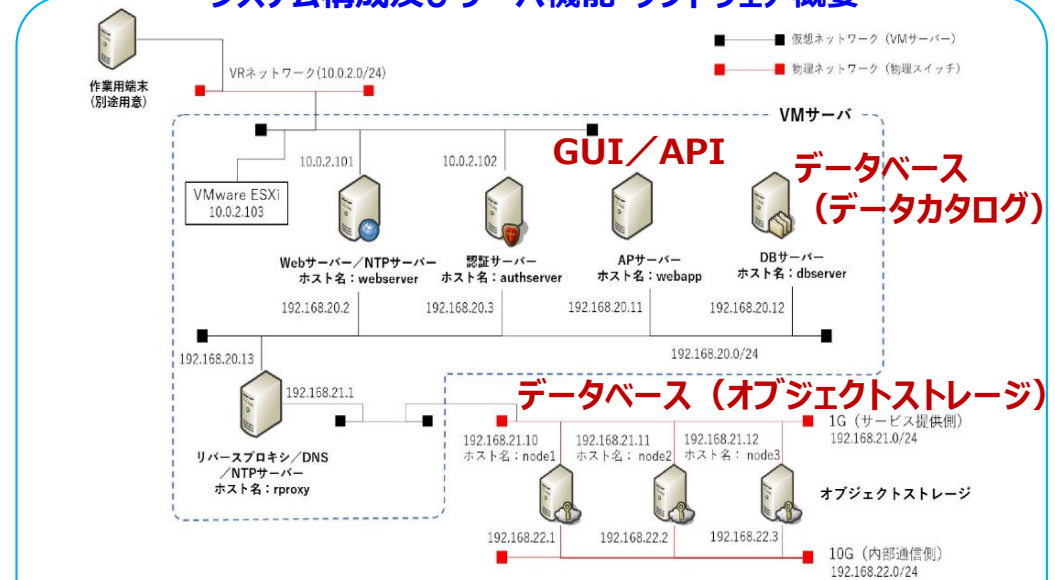 システム構成及びサーバ機能・ソフトウェア概要
作業用端末
(別途用意)
VRネットワーク(10.0.2.0/24)
仮想ネットワーク（VMサーバー）
物理ネットワーク（物理スイッチ）
VMサーバ
10.0.2.101
10.0.2.102
GUI／API
データベース
（データカタログ）
VMware ESXi
10.0.2.103
Webサーバー／NTPサーバー
ホスト名：webserver
認証サーバー
ホスト名：authserver
APサーバー
ホスト名：webapp
DBサーバー
ホスト名：dbserver
192.168.20.2
192.168.20.3
192.168.20.11
192.168.20.12
192.168.20.13
192.168.20.0/24
192.168.21.1
データベース（オブジェクトストレージ）
リバースプロキシ／DNS
／NTPサーバー
ホスト名：rproxy
192.168.21.10
ホスト名：node1
192.168.21.11
ホスト名： node2
192.168.21.12
ホスト名： node3
1G（サービス提供側）
192.168.21.0/24
オブジェクトストレージ
192.168.22.1
192.168.22.2
192.168.22.3
10G（内部通信側）
192.168.22.0/24